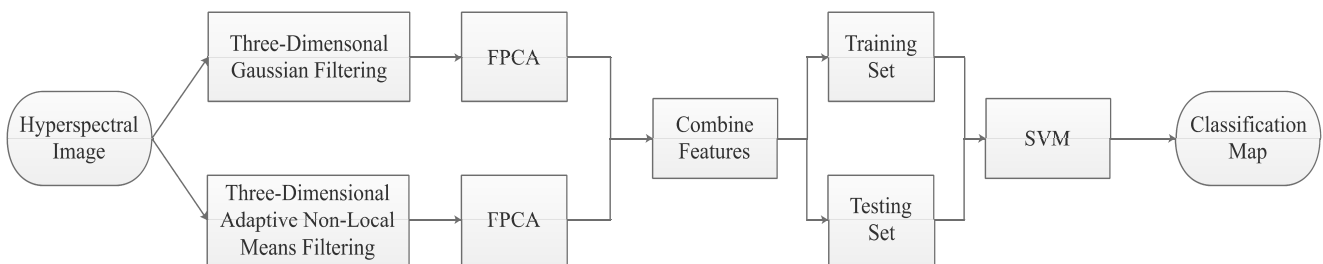 Hyperspectral
Image
Three-Dimensonal
Gaussian Filtering
FPCA
Three-Dimensional
Adaptive Non-Local
Means Filtering
FPCA
Combine
Features
Training
Set
Testing
Set
SVM
Classification
Map